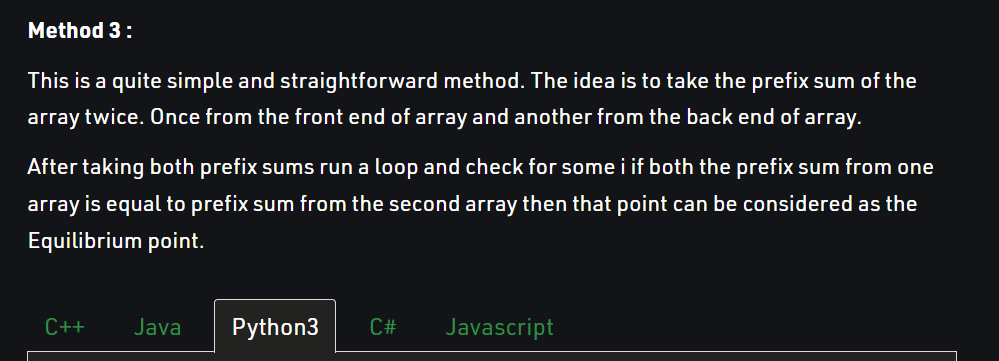 Method 3 :
This is a quite simple and straightforward method. The idea is to take the prefix sum of the
array twice. Once from the front end of array and another from the back end of array.
After taking both prefix sums run a loop and check for some i if both the prefix sum from one
array is equal to prefix sum from the second array then that point can be considered as the
Equilibrium point.
C++ Java Python3 C# Javascript